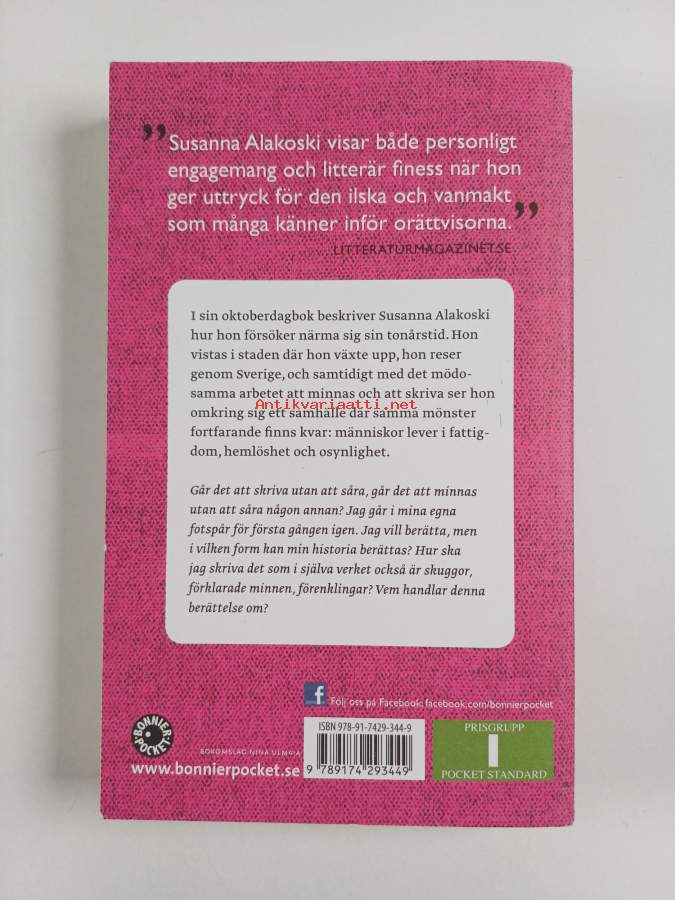 ”Susanna Alakoski visar både personligt
engagemang och litterär finess när hon
ger uttryck för den ilska och vanmakt
som många känner inför orättvisorna.”
LITTERATURMAGAZINET.SE
I sin oktoberdagbok beskriver Susanna Alakoski
hur hon försöker närma sig sin tonårstid. Hon
vistas i staden där hon växte upp, hon reser
genom Sverige, och samtidigt med det mödo-
samma arbetet att minnas och att skriva ser hon
Antikvariaatti.net
omkring sig ett samhälle där samma mönster
fortfarande finns kvar: människor lever i fattig-
dom, hemlöshet och osynlighet.
Går det att skriva utan att såra, går det att minnas
utan att såra någon annan? Jag går i mina egna
fotspår för första gången igen. Jag vill berätta, men
i vilken form kan min historia berättas? Hur ska
jag skriva det som i själva verket också är skuggor,
förklarade minnen, förenklingar? Vem handlar denna
berättelse om?
f Följ oss på Facebook: facebook.com/bonnierpocket
BONNIER POCKET
BOKOMSLAG NINA ULMAJA
www.bonnierpocket.se
ISBN 978-91-7429-344-9
9 789174 293449
PRISGRUPP
I
POCKET STANDARD